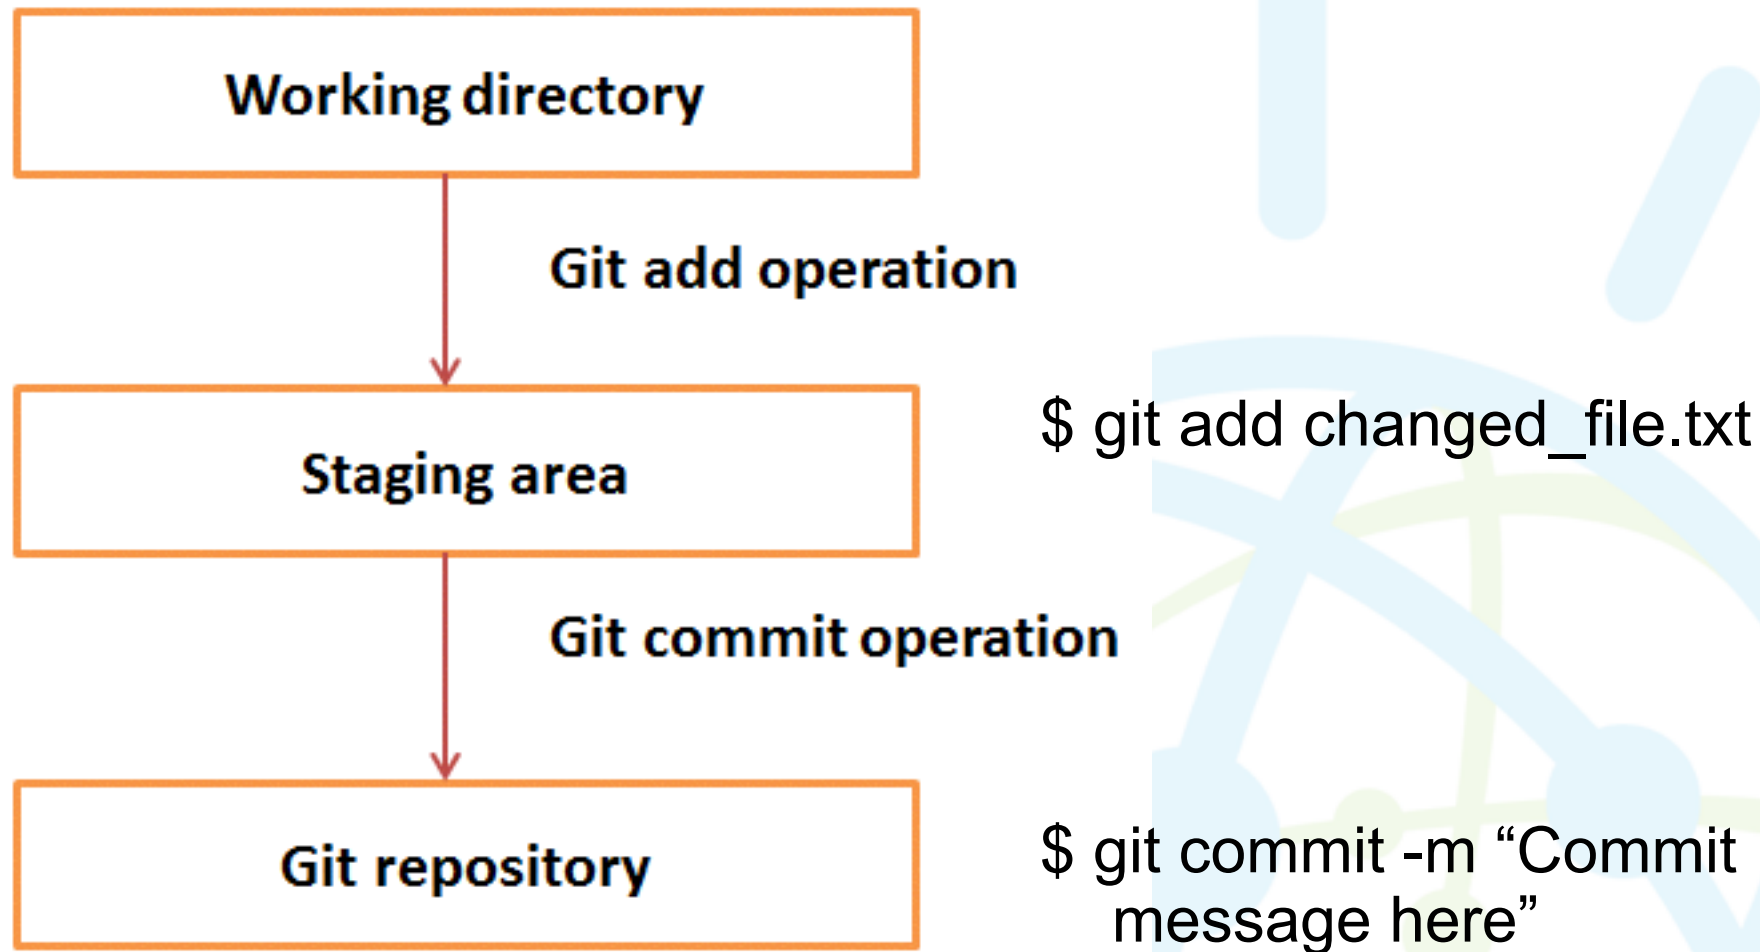 Working directory
Git add operation
$ git add changed_file.txt
Staging area
Git commit operation
$ git commit -m “Commit
message here”
Git repository